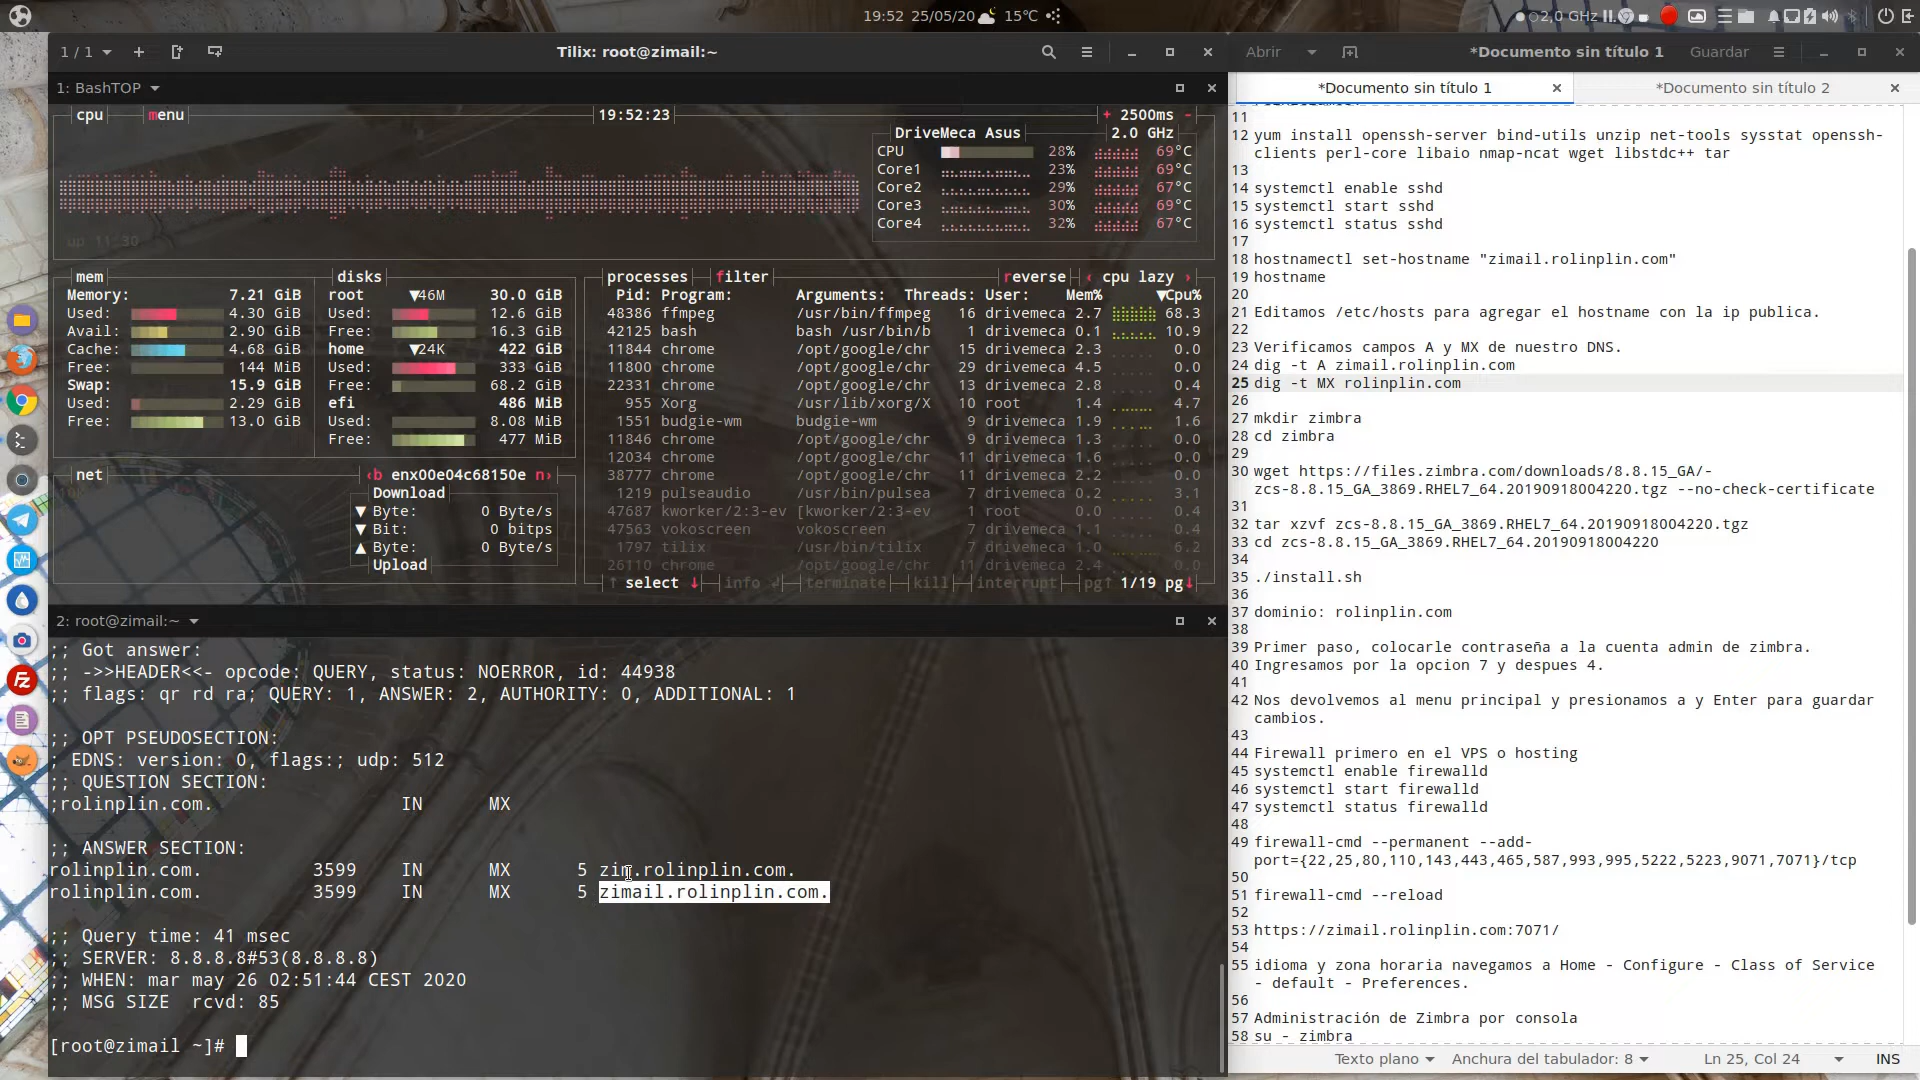 19:52 25/05/20 15°C
2,0 GHz
1 / 1
Tilix: root@zimail:~
1: BashTOP
cpu menu 19:52:23 + 2500ms -
DriveMeca Asus 2.0 GHz
CPU 28% 69°C
Core1 23% 69°C
Core2 29% 67°C
Core3 30% 69°C
Core4 32% 67°C
up 11:30
mem disks
Memory: 7.21 GiB root ▼46M 30.0 GiB
Used: 4.30 GiB Used: 12.6 GiB
Avail: 2.90 GiB Free: 16.3 GiB
Cache: 4.68 GiB home ▼24K 422 GiB
Free: 144 MiB Used: 333 GiB
Swap: 15.9 GiB Free: 68.2 GiB
Used: 2.29 GiB efi 486 MiB
Free: 13.0 GiB Used: 8.08 MiB
Free: 477 MiB
net ‹b enx00e04c68150e n›
Download
▼ Byte: 0 Byte/s
▼ Bit: 0 bitps
▲ Byte: 0 Byte/s
Upload
processes filter reverse ‹ cpu lazy ›
Pid: Program: Arguments: Threads: User: Mem% ▼Cpu%
48386 ffmpeg /usr/bin/ffmpeg 16 drivemeca 2.7 68.3
42125 bash bash /usr/bin/b 1 drivemeca 0.1 10.9
11844 chrome /opt/google/chr 15 drivemeca 2.3 0.0
11800 chrome /opt/google/chr 29 drivemeca 4.5 0.0
22331 chrome /opt/google/chr 13 drivemeca 2.8 0.4
955 Xorg /usr/lib/xorg/X 10 root 1.4 4.7
1551 budgie-wm budgie-wm 9 drivemeca 1.9 1.6
11846 chrome /opt/google/chr 9 drivemeca 1.3 0.0
12034 chrome /opt/google/chr 11 drivemeca 1.6 0.0
38777 chrome /opt/google/chr 11 drivemeca 2.2 0.0
1219 pulseaudio /usr/bin/pulsea 7 drivemeca 0.2 3.1
47687 kworker/2:3-ev [kworker/2:3-ev 1 root 0.0 0.4
47563 vokoscreen vokoscreen 7 drivemeca 1.1 0.4
1797 tilix /usr/bin/tilix 7 drivemeca 1.0 6.2
26110 chrome /opt/google/chr 11 drivemeca 2.4 0.0
↑ select ↓ info ↲ terminate kill interrupt pg↑ 1/19 pg↓
2: root@zimail:~
;; Got answer:
;; ->>HEADER<<- opcode: QUERY, status: NOERROR, id: 44938
;; flags: qr rd ra; QUERY: 1, ANSWER: 2, AUTHORITY: 0, ADDITIONAL: 1
;; OPT PSEUDOSECTION:
; EDNS: version: 0, flags:; udp: 512
;; QUESTION SECTION:
;rolinplin.com. IN MX
;; ANSWER SECTION:
rolinplin.com. 3599 IN MX 5 zim.rolinplin.com.
rolinplin.com. 3599 IN MX 5 zimail.rolinplin.com.
;; Query time: 41 msec
;; SERVER: 8.8.8.8#53(8.8.8.8)
;; WHEN: mar may 26 02:51:44 CEST 2020
;; MSG SIZE rcvd: 85
[root@zimail ~]#
Abrir *Documento sin título 1 Guardar
*Documento sin título 1 *Documento sin título 2
11
12 yum install openssh-server bind-utils unzip net-tools sysstat openssh-
clients perl-core libaio nmap-ncat wget libstdc++ tar
13
14 systemctl enable sshd
15 systemctl start sshd
16 systemctl status sshd
17
18 hostnamectl set-hostname "zimail.rolinplin.com"
19 hostname
20
21 Editamos /etc/hosts para agregar el hostname con la ip publica.
22
23 Verificamos campos A y MX de nuestro DNS.
24 dig -t A zimail.rolinplin.com
25 dig -t MX rolinplin.com
26
27 mkdir zimbra
28 cd zimbra
29
30 wget https://files.zimbra.com/downloads/8.8.15_GA/-
zcs-8.8.15_GA_3869.RHEL7_64.20190918004220.tgz --no-check-certificate
31
32 tar xzvf zcs-8.8.15_GA_3869.RHEL7_64.20190918004220.tgz
33 cd zcs-8.8.15_GA_3869.RHEL7_64.20190918004220
34
35 ./install.sh
36
37 dominio: rolinplin.com
38
39 Primer paso, colocarle contraseña a la cuenta admin de zimbra.
40 Ingresamos por la opcion 7 y despues 4.
41
42 Nos devolvemos al menu principal y presionamos a y Enter para guardar
cambios.
43
44 Firewall primero en el VPS o hosting
45 systemctl enable firewalld
46 systemctl start firewalld
47 systemctl status firewalld
48
49 firewall-cmd --permanent --add-
port={22,25,80,110,143,443,465,587,993,995,5222,5223,9071,7071}/tcp
50
51 firewall-cmd --reload
52
53 https://zimail.rolinplin.com:7071/
54
55 idioma y zona horaria navegamos a Home - Configure - Class of Service
- default - Preferences.
56
57 Administración de Zimbra por consola
58 su - zimbra
Texto plano Anchura del tabulador: 8 Ln 25, Col 24 INS